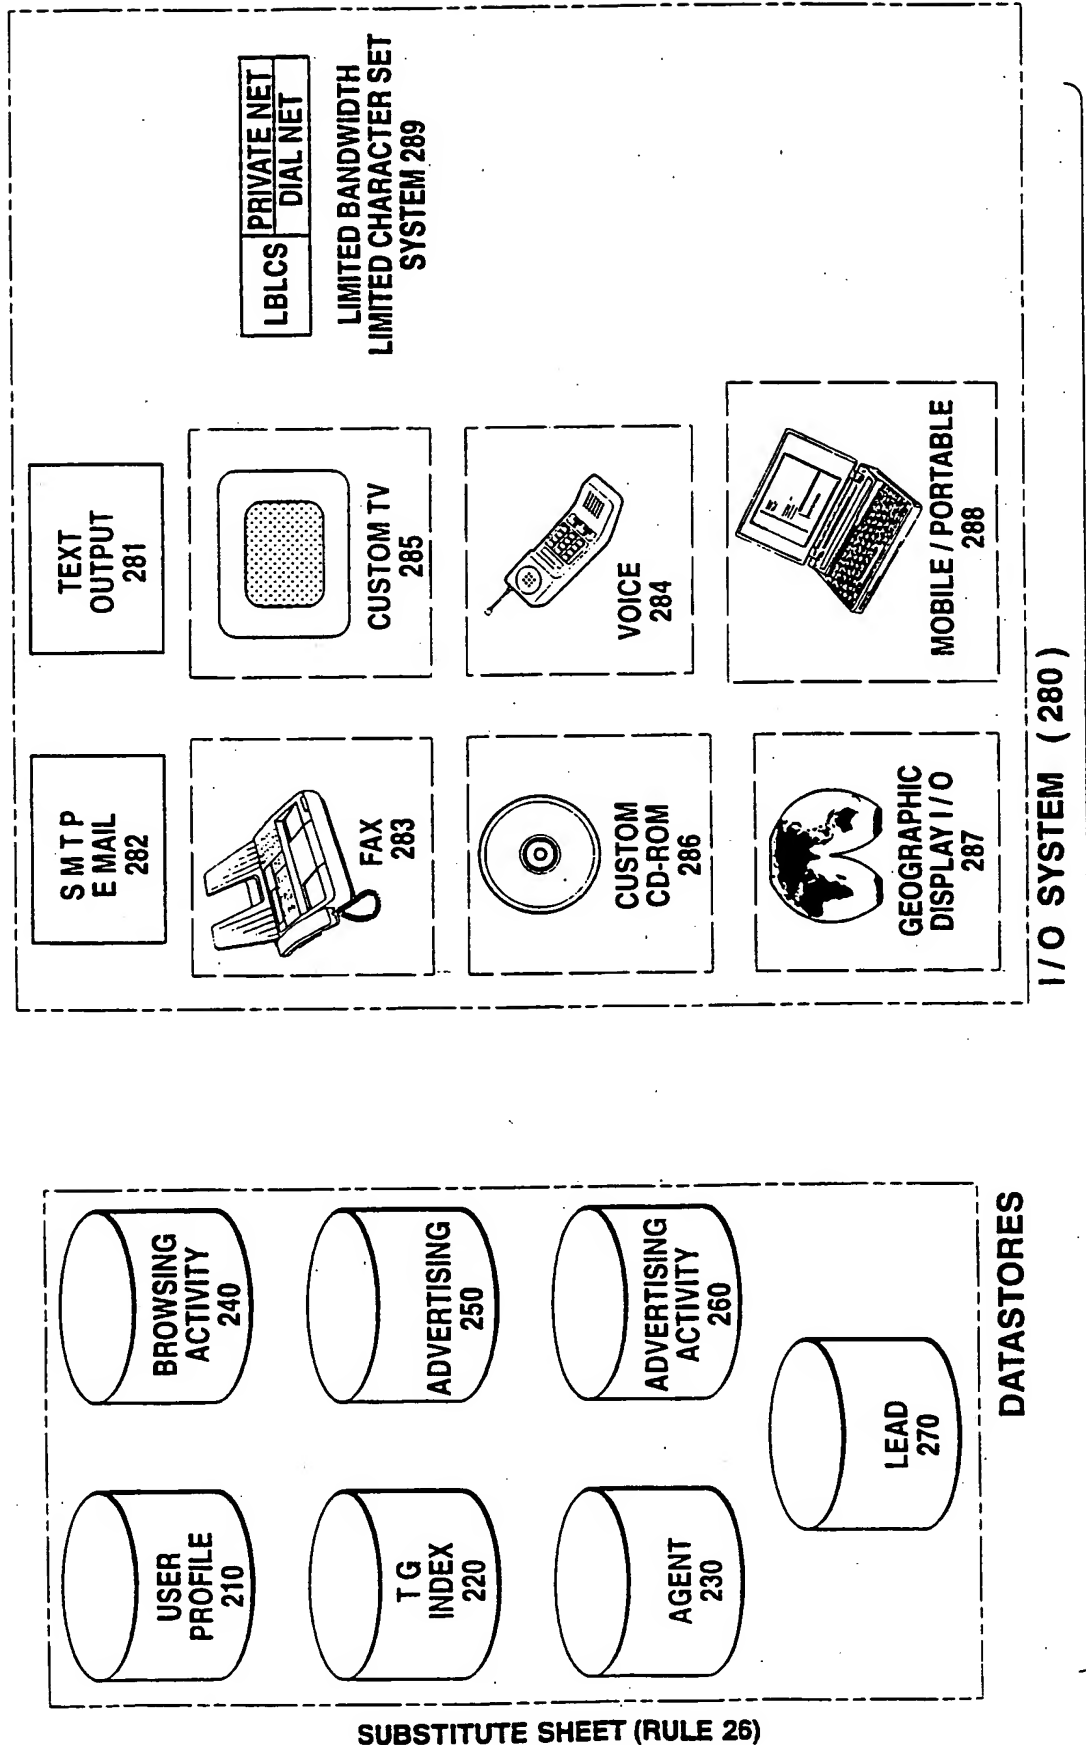 USER
PROFILE
210
BROWSING
ACTIVITY
240
T G
INDEX
220
ADVERTISING
250
AGENT
230
ADVERTISING
ACTIVITY
260
LEAD
270
DATASTORES
S M T P
E MAIL
282
TEXT
OUTPUT
281
FAX
283
CUSTOM TV
285
CUSTOM
CD-ROM
286
VOICE
284
GEOGRAPHIC
DISPLAY I / O
287
MOBILE / PORTABLE
288
LBLCS
PRIVATE NET
DIAL NET
LIMITED BANDWIDTH
LIMITED CHARACTER SET
SYSTEM 289
I / O SYSTEM ( 280 )
SUBSTITUTE SHEET (RULE 26)